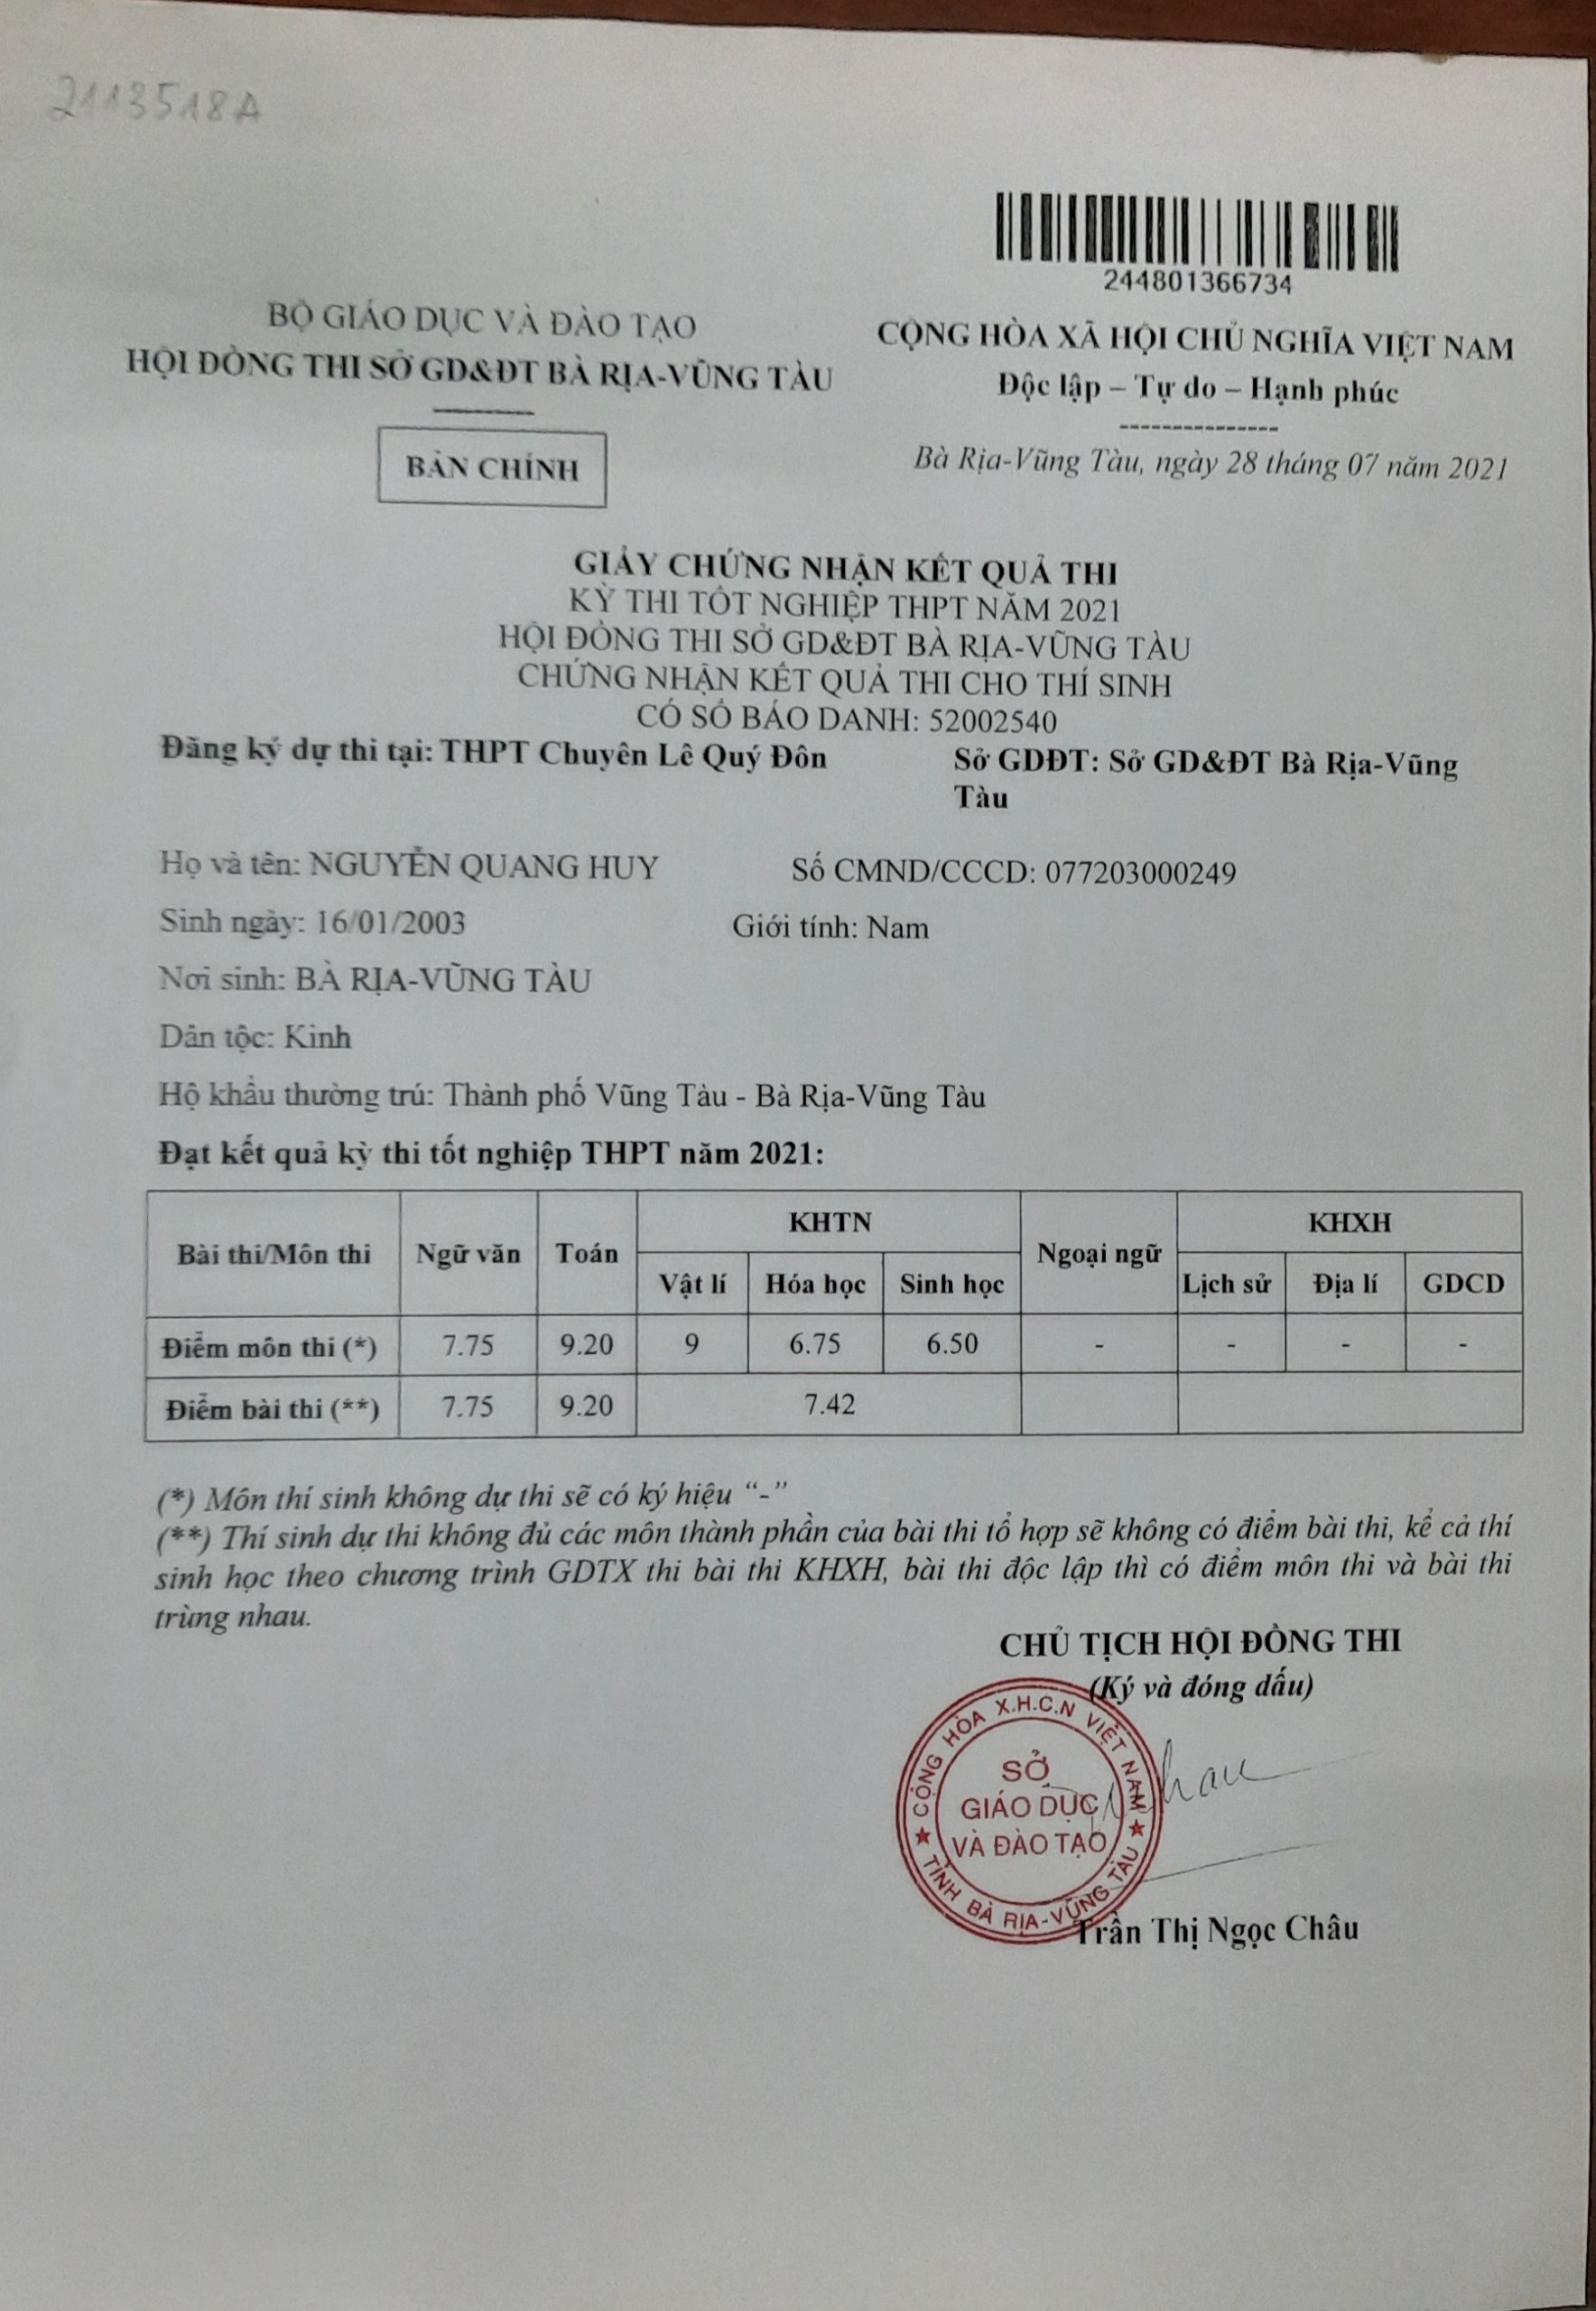 2113518A
244801366734
BỘ GIÁO DỤC VÀ ĐÀO TẠO
HỘI ĐỒNG THI SỞ GD&ĐT BÀ RỊA-VŨNG TÀU
BẢN CHÍNH
CỘNG HÒA XÃ HỘI CHỦ NGHĨA VIỆT NAM
Độc lập – Tự do – Hạnh phúc
Bà Rịa-Vũng Tàu, ngày 28 tháng 07 năm 2021
GIẤY CHỨNG NHẬN KẾT QUẢ THI
KỲ THI TỐT NGHIỆP THPT NĂM 2021
HỘI ĐỒNG THI SỞ GD&ĐT BÀ RỊA-VŨNG TÀU
CHỨNG NHẬN KẾT QUẢ THI CHO THÍ SINH
CÓ SỐ BÁO DANH: 52002540
Đăng ký dự thi tại: THPT Chuyên Lê Quý Đôn
Sở GDĐT: Sở GD&ĐT Bà Rịa-Vũng
Tàu
Họ và tên: NGUYỄN QUANG HUY Số CMND/CCCD: 077203000249
Sinh ngày: 16/01/2003 Giới tính: Nam
Nơi sinh: BÀ RỊA-VŨNG TÀU
Dân tộc: Kinh
Hộ khẩu thường trú: Thành phố Vũng Tàu - Bà Rịa-Vũng Tàu
Đạt kết quả kỳ thi tốt nghiệp THPT năm 2021:
Bài thi/Môn thi Ngữ văn Toán KHTN Ngoại ngữ KHXH
Vật lí Hóa học Sinh học Lịch sử Địa lí GDCD
Điểm môn thi (*) 7.75 9.20 9 6.75 6.50 - - - -
Điểm bài thi (**) 7.75 9.20 7.42
(*) Môn thí sinh không dự thi sẽ có ký hiệu “-”
(**) Thí sinh dự thi không đủ các môn thành phần của bài thi tổ hợp sẽ không có điểm bài thi, kể cả thí
sinh học theo chương trình GDTX thi bài thi KHXH, bài thi độc lập thì có điểm môn thi và bài thi
trùng nhau.
CHỦ TỊCH HỘI ĐỒNG THI
(Ký và đóng dấu)
CỘNG HÒA X.H.C.N VIỆT NAM
SỞ
GIÁO DỤC
VÀ ĐÀO TẠO
★ TỈNH BÀ RỊA-VŨNG TÀU ★
Trần Thị Ngọc Châu